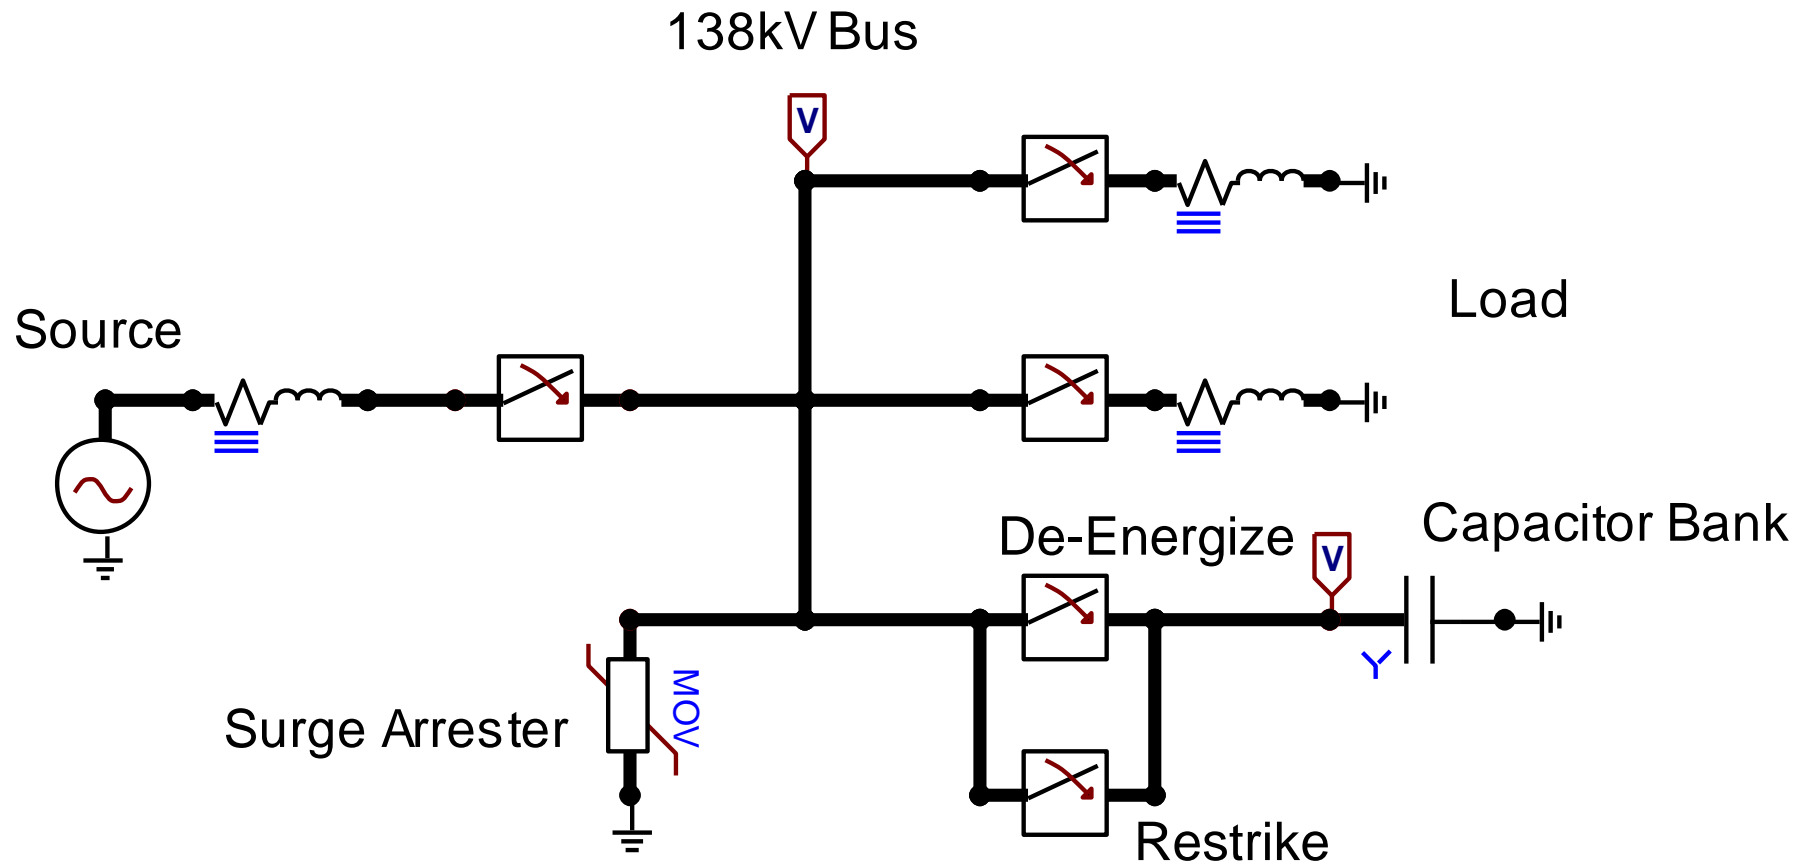 138kV Bus
V
Load
Source
De-Energize
V
Capacitor Bank
Y
Surge Arrester
MOV
Restrike